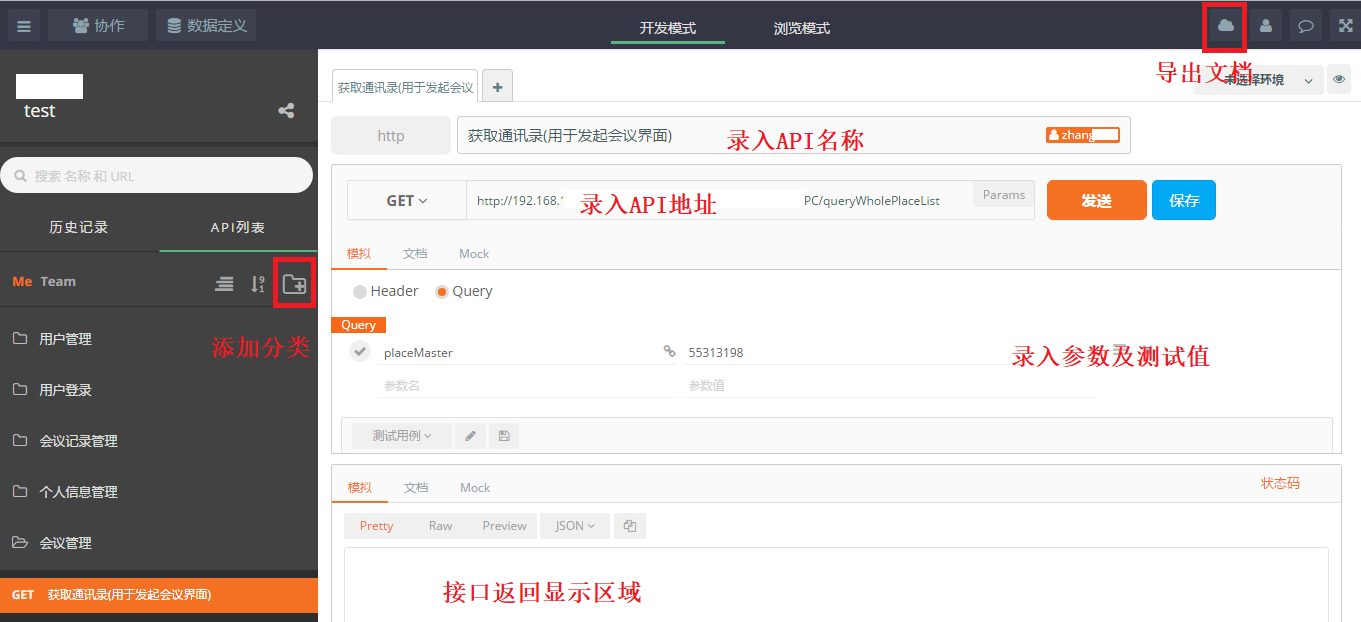 协作
数据定义
开发模式
浏览模式
导出文档
未选择环境
test
获取通讯录(用于发起会议
+
http
获取通讯录(用于发起会议界面)
录入API名称
zhang
搜索 名称 和 URL
GET
http://192.168.
录入API地址
PC/queryWholePlaceList
Params
发送
保存
历史记录
API列表
模拟
文档
Mock
Me Team
添加分类
Header
Query
Query
placeMaster
55313198
录入参数及测试值
参数名
参数值
用户管理
用户登录
会议记录管理
个人信息管理
会议管理
GET 获取通讯录(用于发起会议界面)
测试用例
模拟
文档
Mock
状态码
Pretty
Raw
Preview
JSON
接口返回显示区域